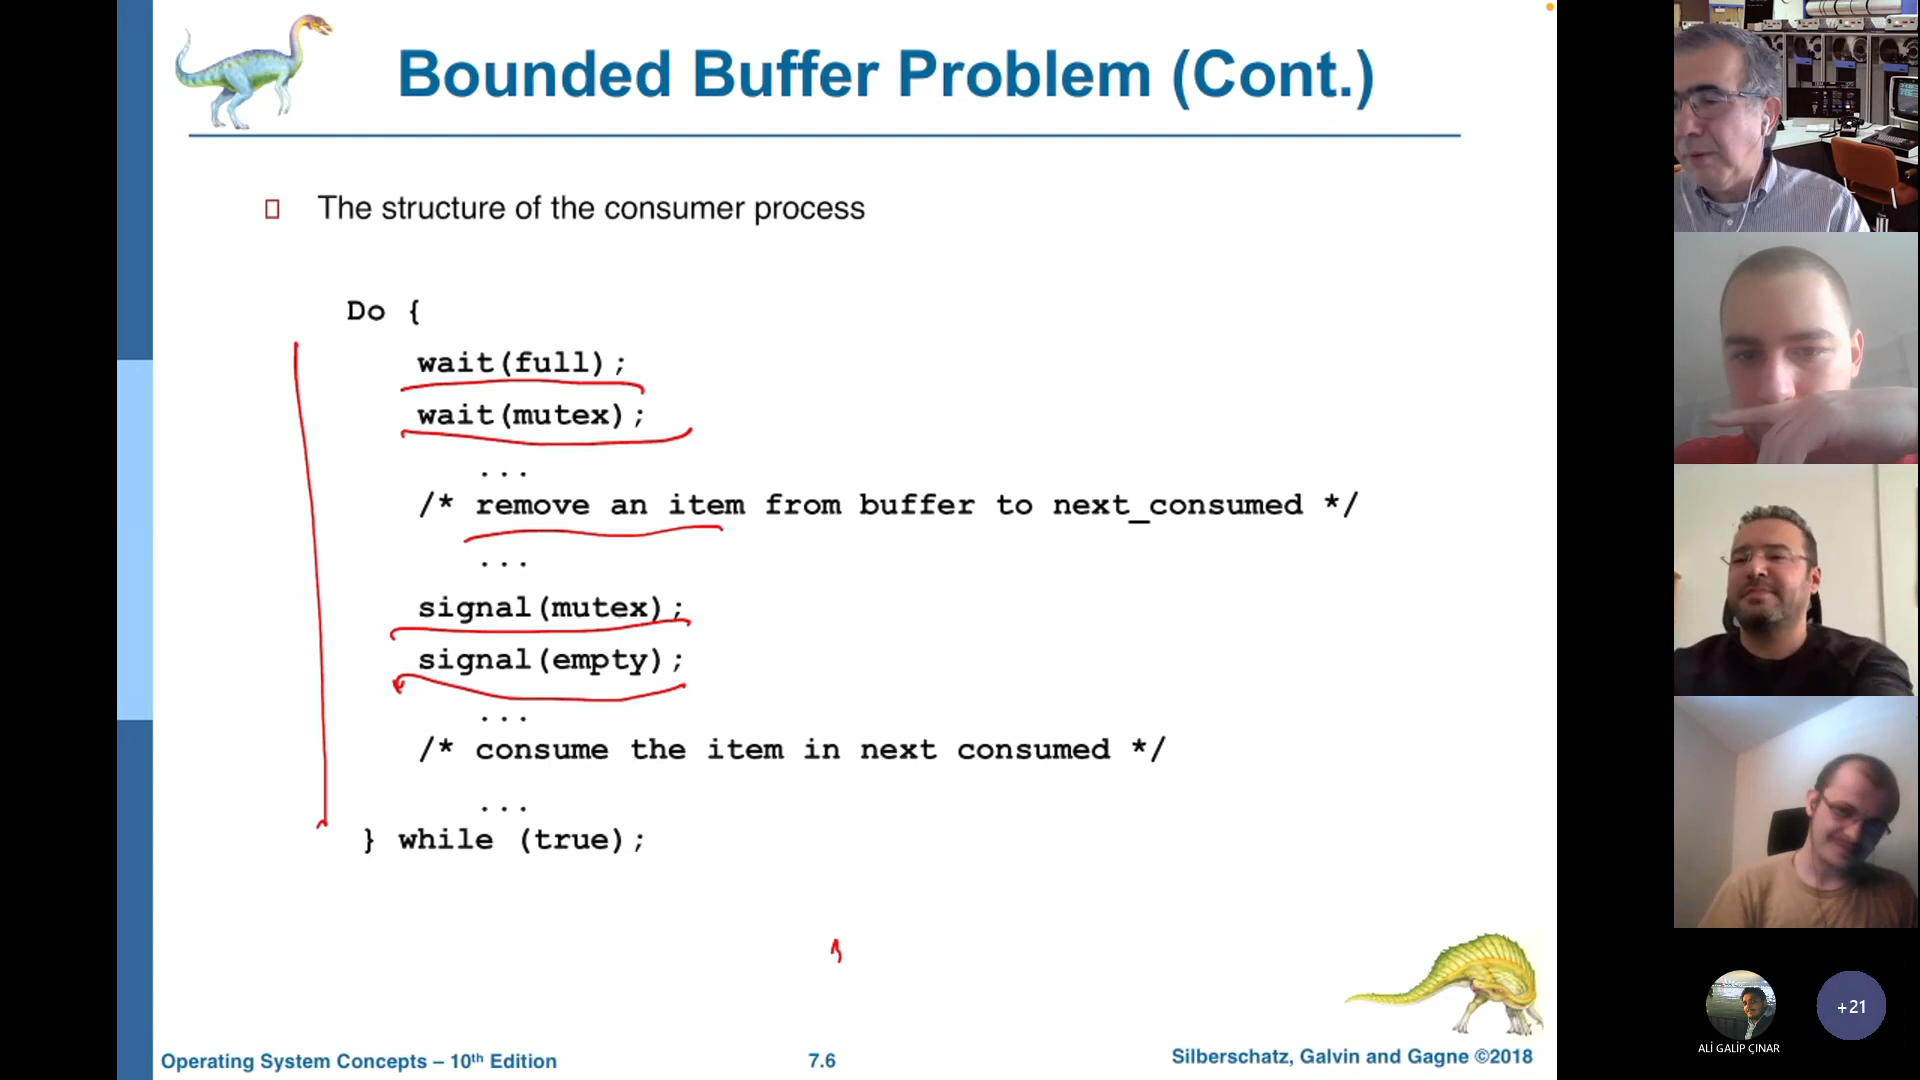 Bounded Buffer Problem (Cont.)
The structure of the consumer process
Do {
wait(full);
wait(mutex);
...
/* remove an item from buffer to next_consumed */
...
signal(mutex);
signal(empty);
...
/* consume the item in next consumed */
...
} while (true);
Operating System Concepts – 10th Edition
7.6
Silberschatz, Galvin and Gagne ©2018
+21
ALİ GALİP ÇINAR